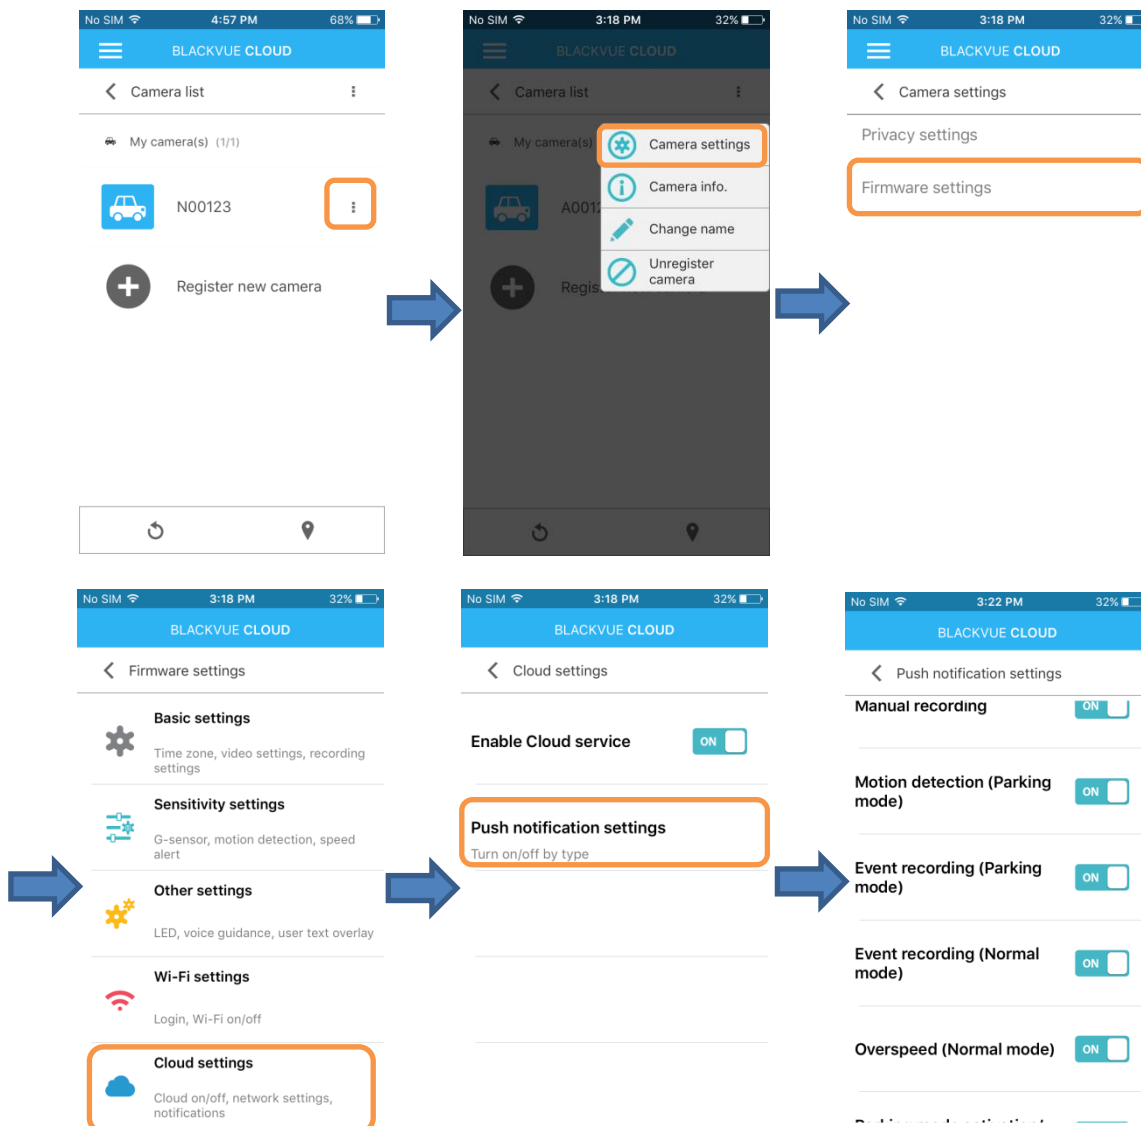 No SIM 4:57 PM 68%
BLACKVUE CLOUD
Camera list
My camera(s) (1/1)
N00123
Register new camera
No SIM 3:18 PM 32%
BLACKVUE CLOUD
Camera list
My camera(s)
Camera settings
Camera info.
A0012
Change name
Unregister
camera
Regis
No SIM 3:18 PM 32%
BLACKVUE CLOUD
Camera settings
Privacy settings
Firmware settings
No SIM 3:18 PM 32%
BLACKVUE CLOUD
Firmware settings
Basic settings
Time zone, video settings, recording
settings
Sensitivity settings
G-sensor, motion detection, speed
alert
Other settings
LED, voice guidance, user text overlay
Wi-Fi settings
Login, Wi-Fi on/off
Cloud settings
Cloud on/off, network settings,
notifications
No SIM 3:18 PM 32%
BLACKVUE CLOUD
Cloud settings
Enable Cloud service ON
Push notification settings
Turn on/off by type
No SIM 3:22 PM 32%
BLACKVUE CLOUD
Push notification settings
Manual recording ON
Motion detection (Parking
mode) ON
Event recording (Parking
mode) ON
Event recording (Normal
mode) ON
Overspeed (Normal mode) ON